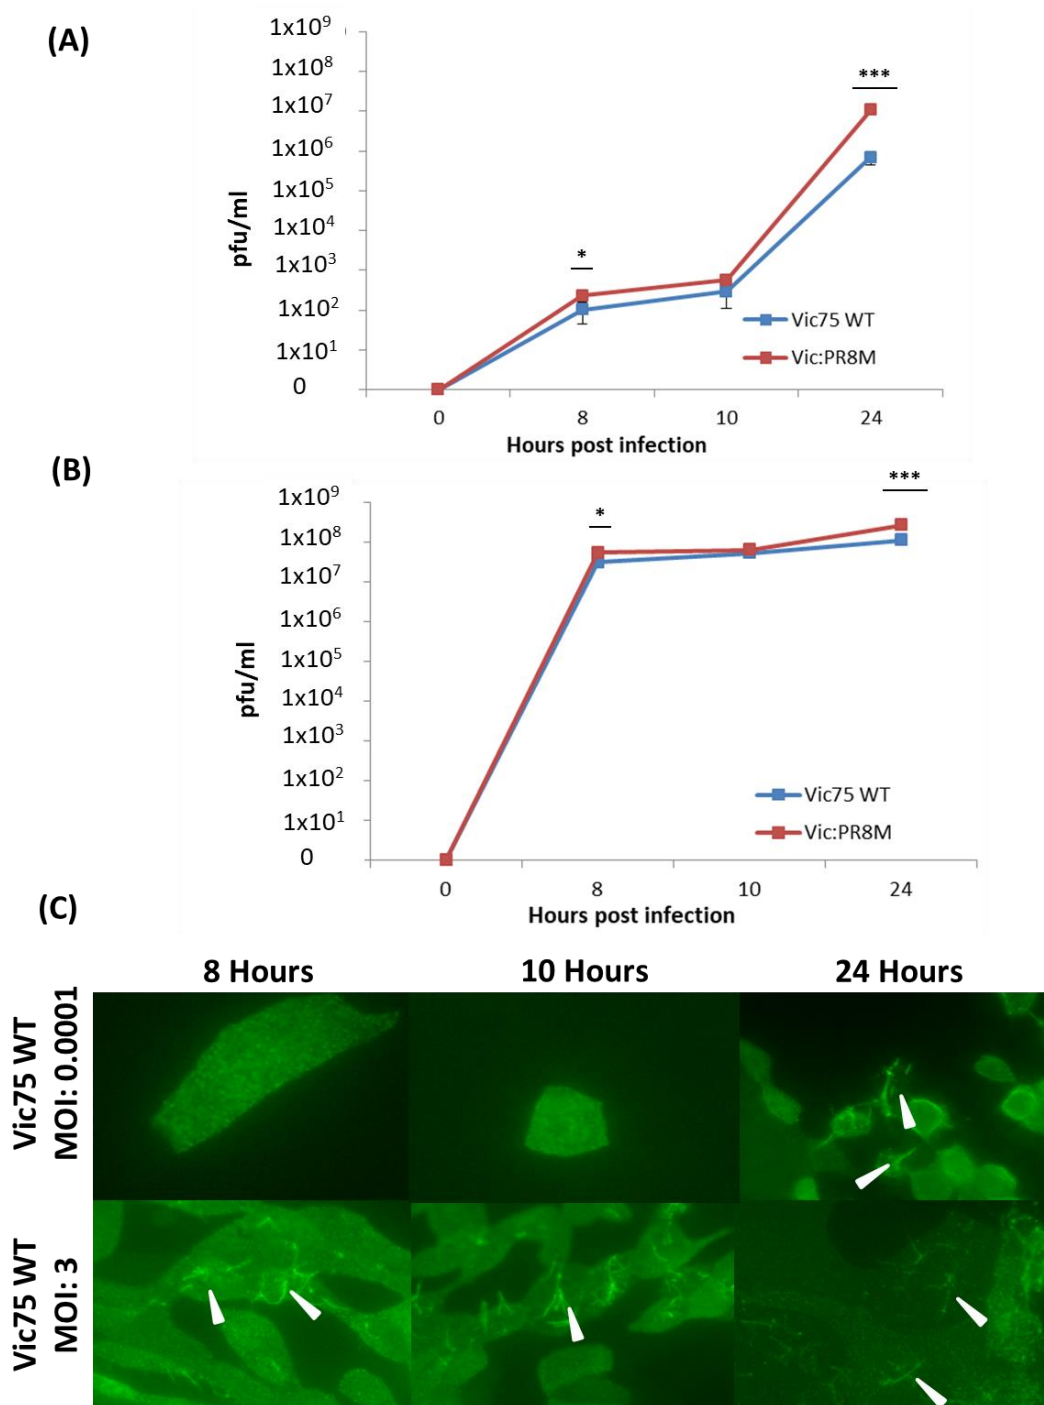 (A)
1x10⁹
1x10⁸
1x10⁷
1x10⁶
1x10⁵
1x10⁴
1x10³
1x10²
1x10¹
0
pfu/ml
*
***
Vic75 WT
Vic:PR8M
0 8 10 24
Hours post infection
(B)
1x10⁹
1x10⁸
1x10⁷
1x10⁶
1x10⁵
1x10⁴
1x10³
1x10²
1x10¹
0
pfu/ml
*
***
Vic75 WT
Vic:PR8M
0 8 10 24
Hours post infection
(C)
8 Hours 10 Hours 24 Hours
Vic75 WT
MOI: 0.0001
Vic75 WT
MOI: 3